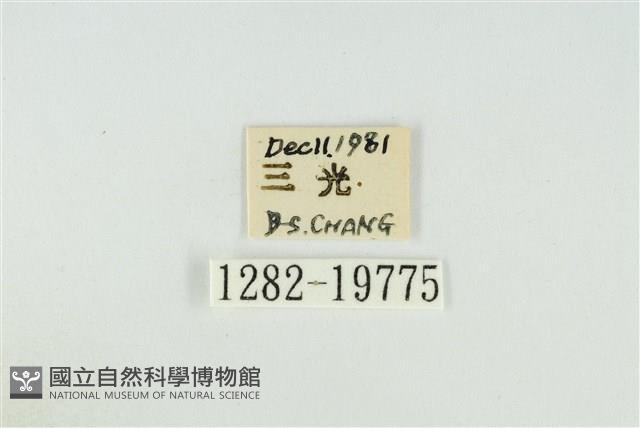 Dec11.1981
三光.
B-S.CHANG
1282-19775
國立自然科學博物館
NATIONAL MUSEUM OF NATURAL SCIENCE